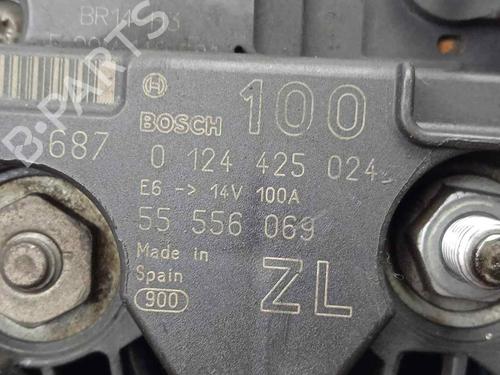 B-PARTS
BOSCH 100
687 0 124 425 024
E6 -> 14V 100A
55 556 069
Made in
Spain
900 ZL